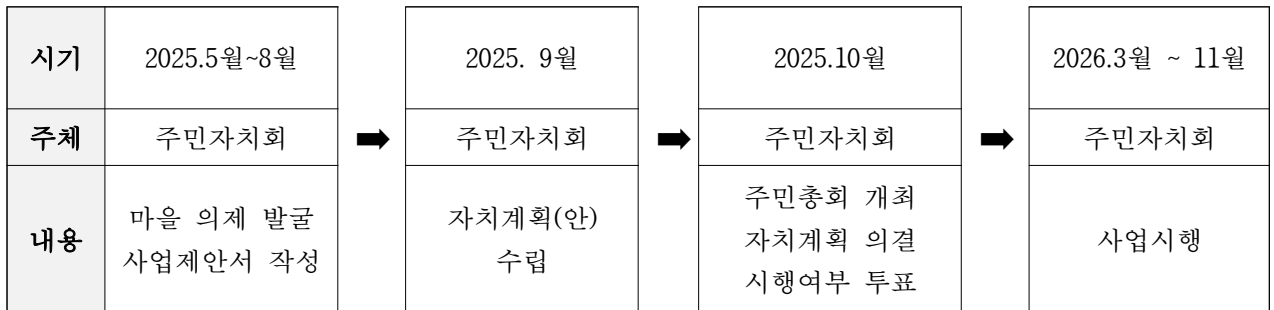 시기 2025.5월~8월 2025. 9월 2025.10월 2026.3월 ~ 11월
주체 주민자치회 ➡ 주민자치회 ➡ 주민자치회 ➡ 주민자치회
내용
마을 의제 발굴
사업제안서 작성
자치계획(안)
수립
주민총회 개최
자치계획 의결
시행여부 투표
사업시행